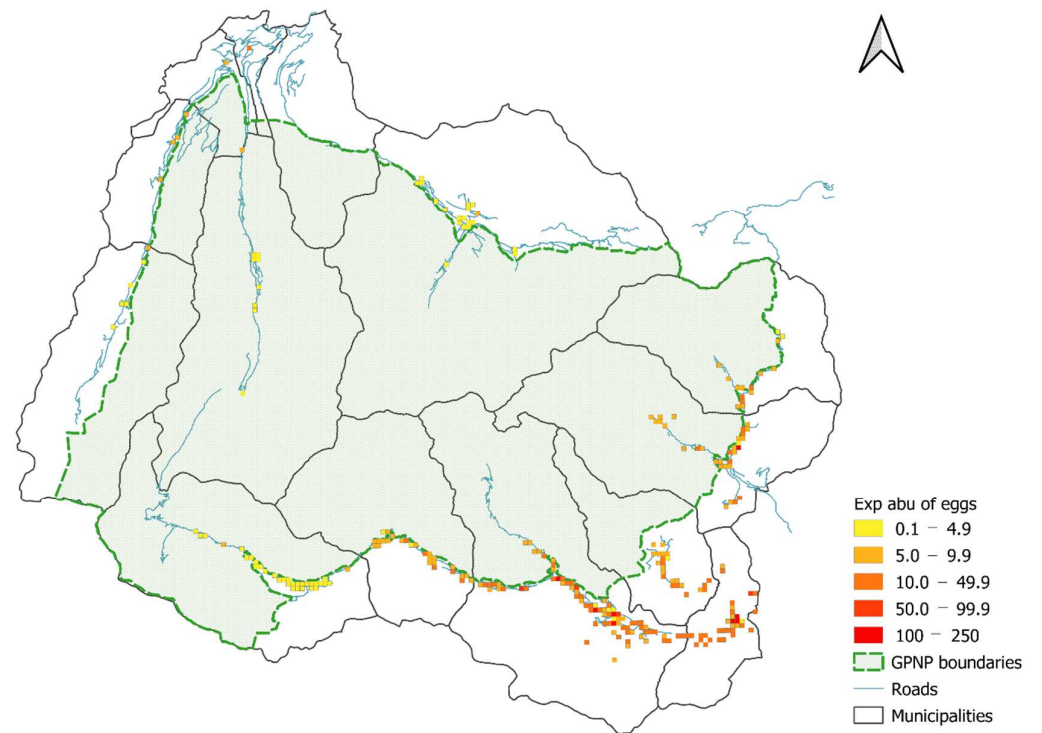 Exp abu of eggs
0.1 – 4.9
5.0 – 9.9
10.0 – 49.9
50.0 – 99.9
100 – 250
GPNP boundaries
Roads
Municipalities